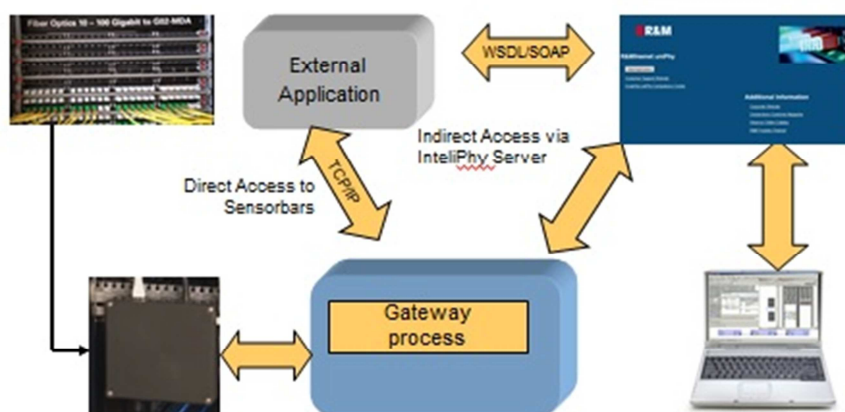 Fiber Optics 10 - 100 Gigabit to G02-MDA
External
Application
WSDL/SOAP
R&M
Additional Information
Indirect Access via
InteliPhy Server
TCP/IP
Direct Access to
Sensorbars
Gateway
process